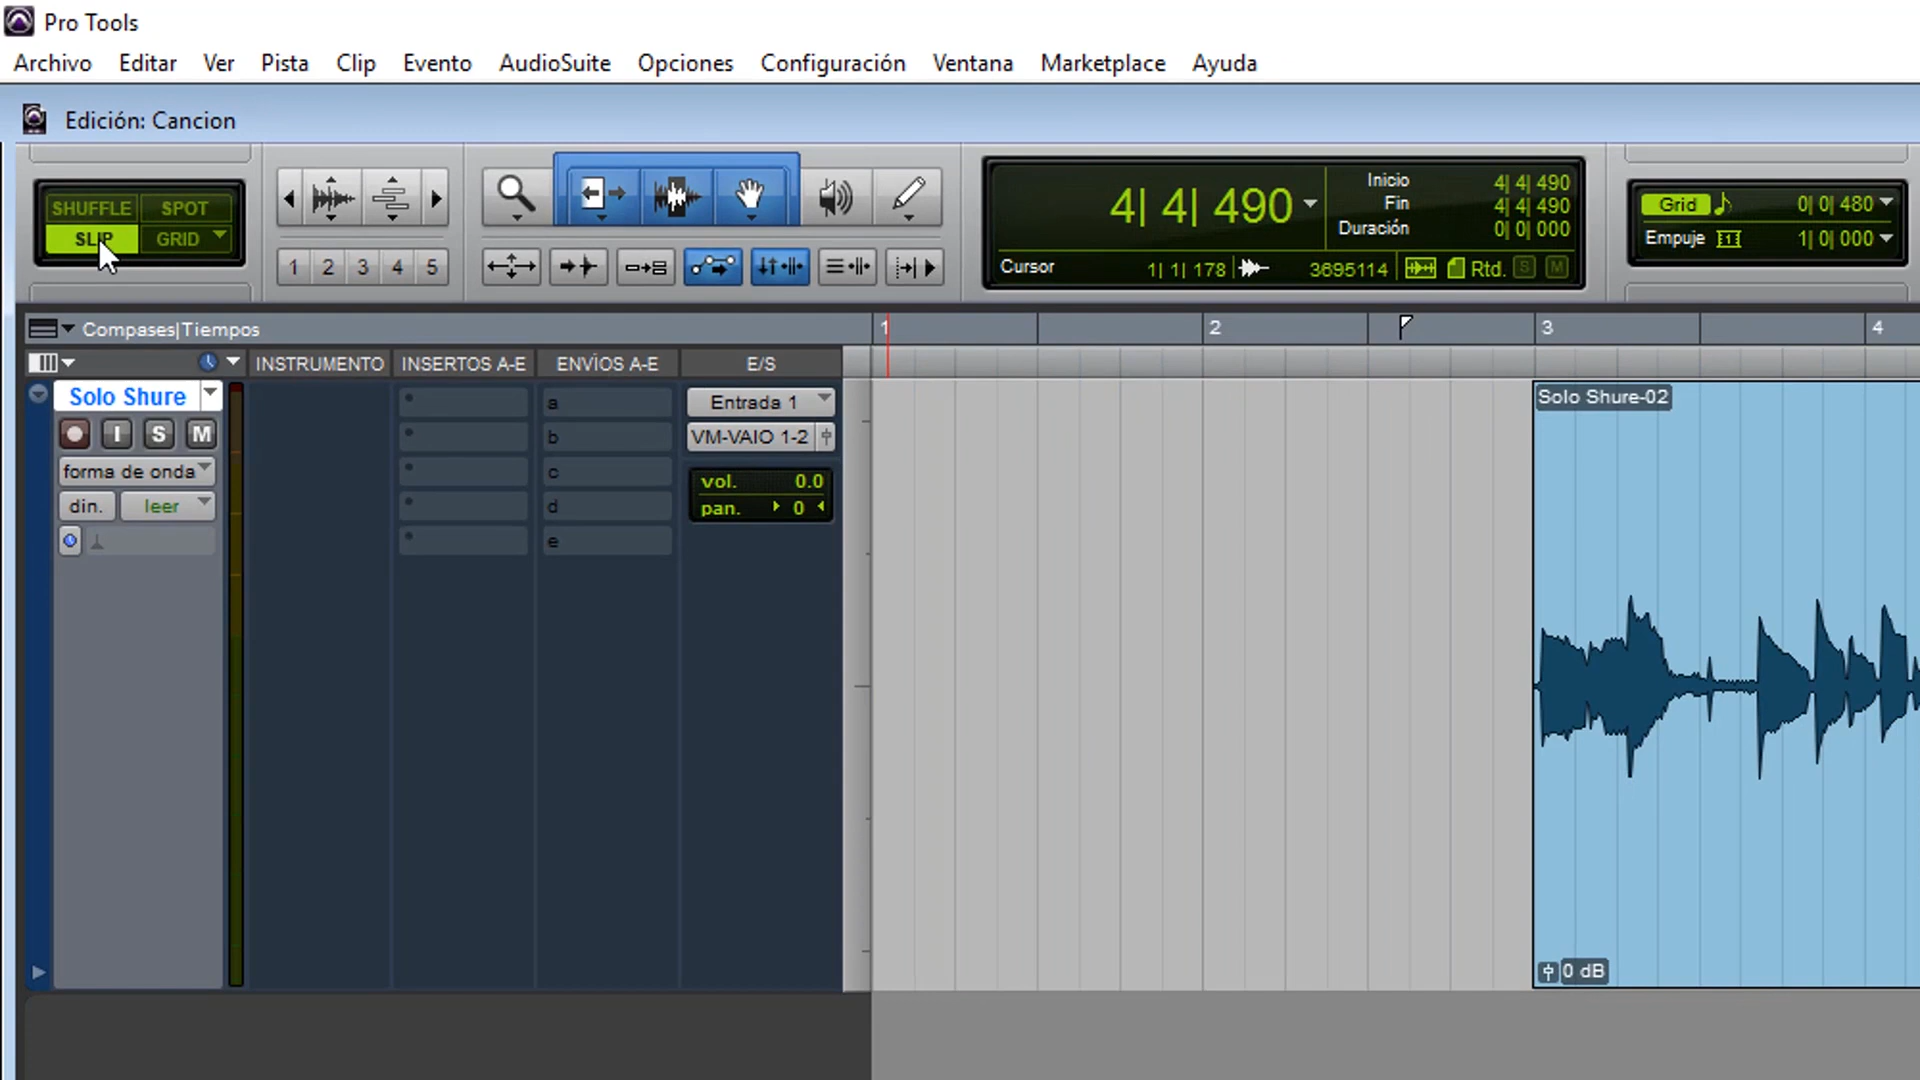 Pro Tools
Archivo Editar Ver Pista Clip Evento AudioSuite Opciones Configuración Ventana Marketplace Ayuda
Edición: Cancion
SHUFFLE SPOT
SLIP GRID
1 2 3 4 5
4| 4| 490
Inicio 4| 4| 490
Fin 4| 4| 490
Duración 0| 0| 000
Cursor 1| 1| 178 3695114 Rtd. S M
Grid 0| 0| 480
Empuje 1| 0| 000
Compases|Tiempos 1 2 3 4
INSTRUMENTO INSERTOS A-E ENVÍOS A-E E/S
Solo Shure
I S M
forma de onda
din. leer
a
b
c
d
e
Entrada 1
VM-VAIO 1-2
vol. 0.0
pan. 0
Solo Shure-02
0 dB